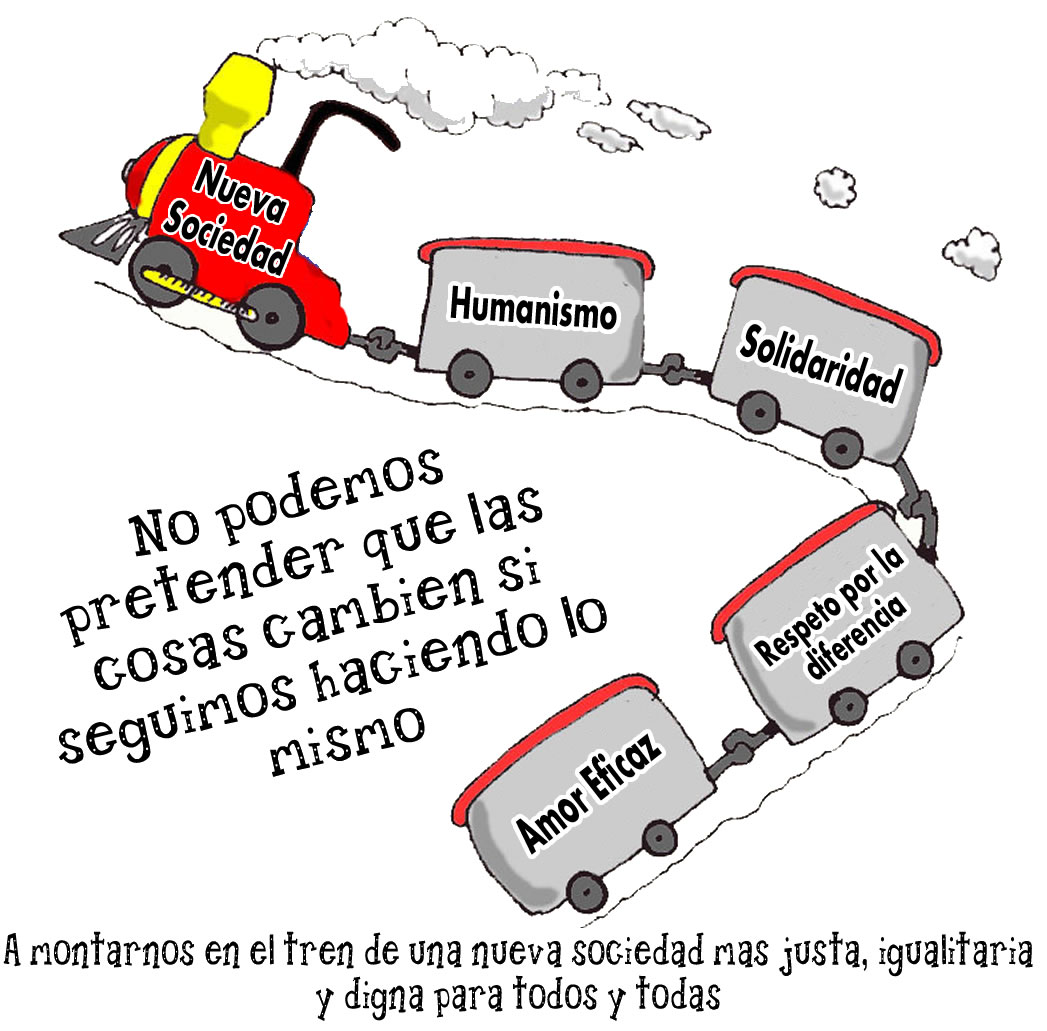 Nueva
Sociedad
Humanismo
Solidaridad
Respeto por la
diferencia
Amor Eficaz
No podemos
pretender que las
cosas cambien si
seguimos haciendo lo
mismo
A montarnos en el tren de una nueva sociedad mas justa, igualitaria
y digna para todos y todas